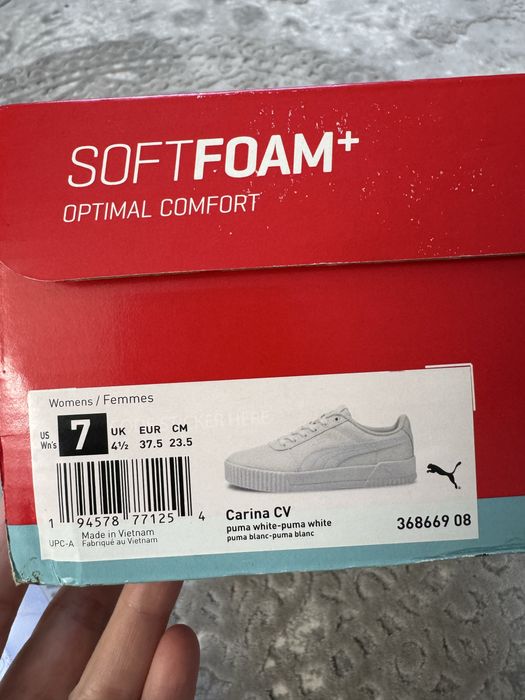 SOFTFOAM+
OPTIMAL COMFORT
Womens / Femmes
US Wn's 7 UK 4½ EUR 37.5 CM 23.5
1 94578 77125 4
UPC-A
Made in Vietnam
Fabriqué au Vietnam
Carina CV
puma white-puma white
puma blanc-puma blanc
368669 08